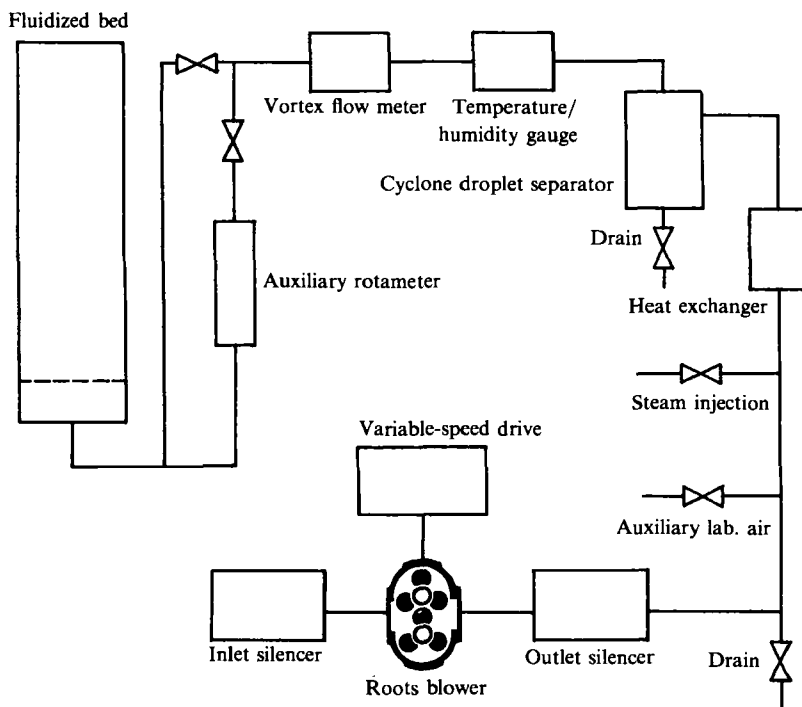 Fluidized bed
Vortex flow meter
Temperature/
humidity gauge
Cyclone droplet separator
Drain
Auxiliary rotameter
Heat exchanger
Steam injection
Variable-speed drive
Auxiliary lab. air
Inlet silencer
Outlet silencer
Drain
Roots blower